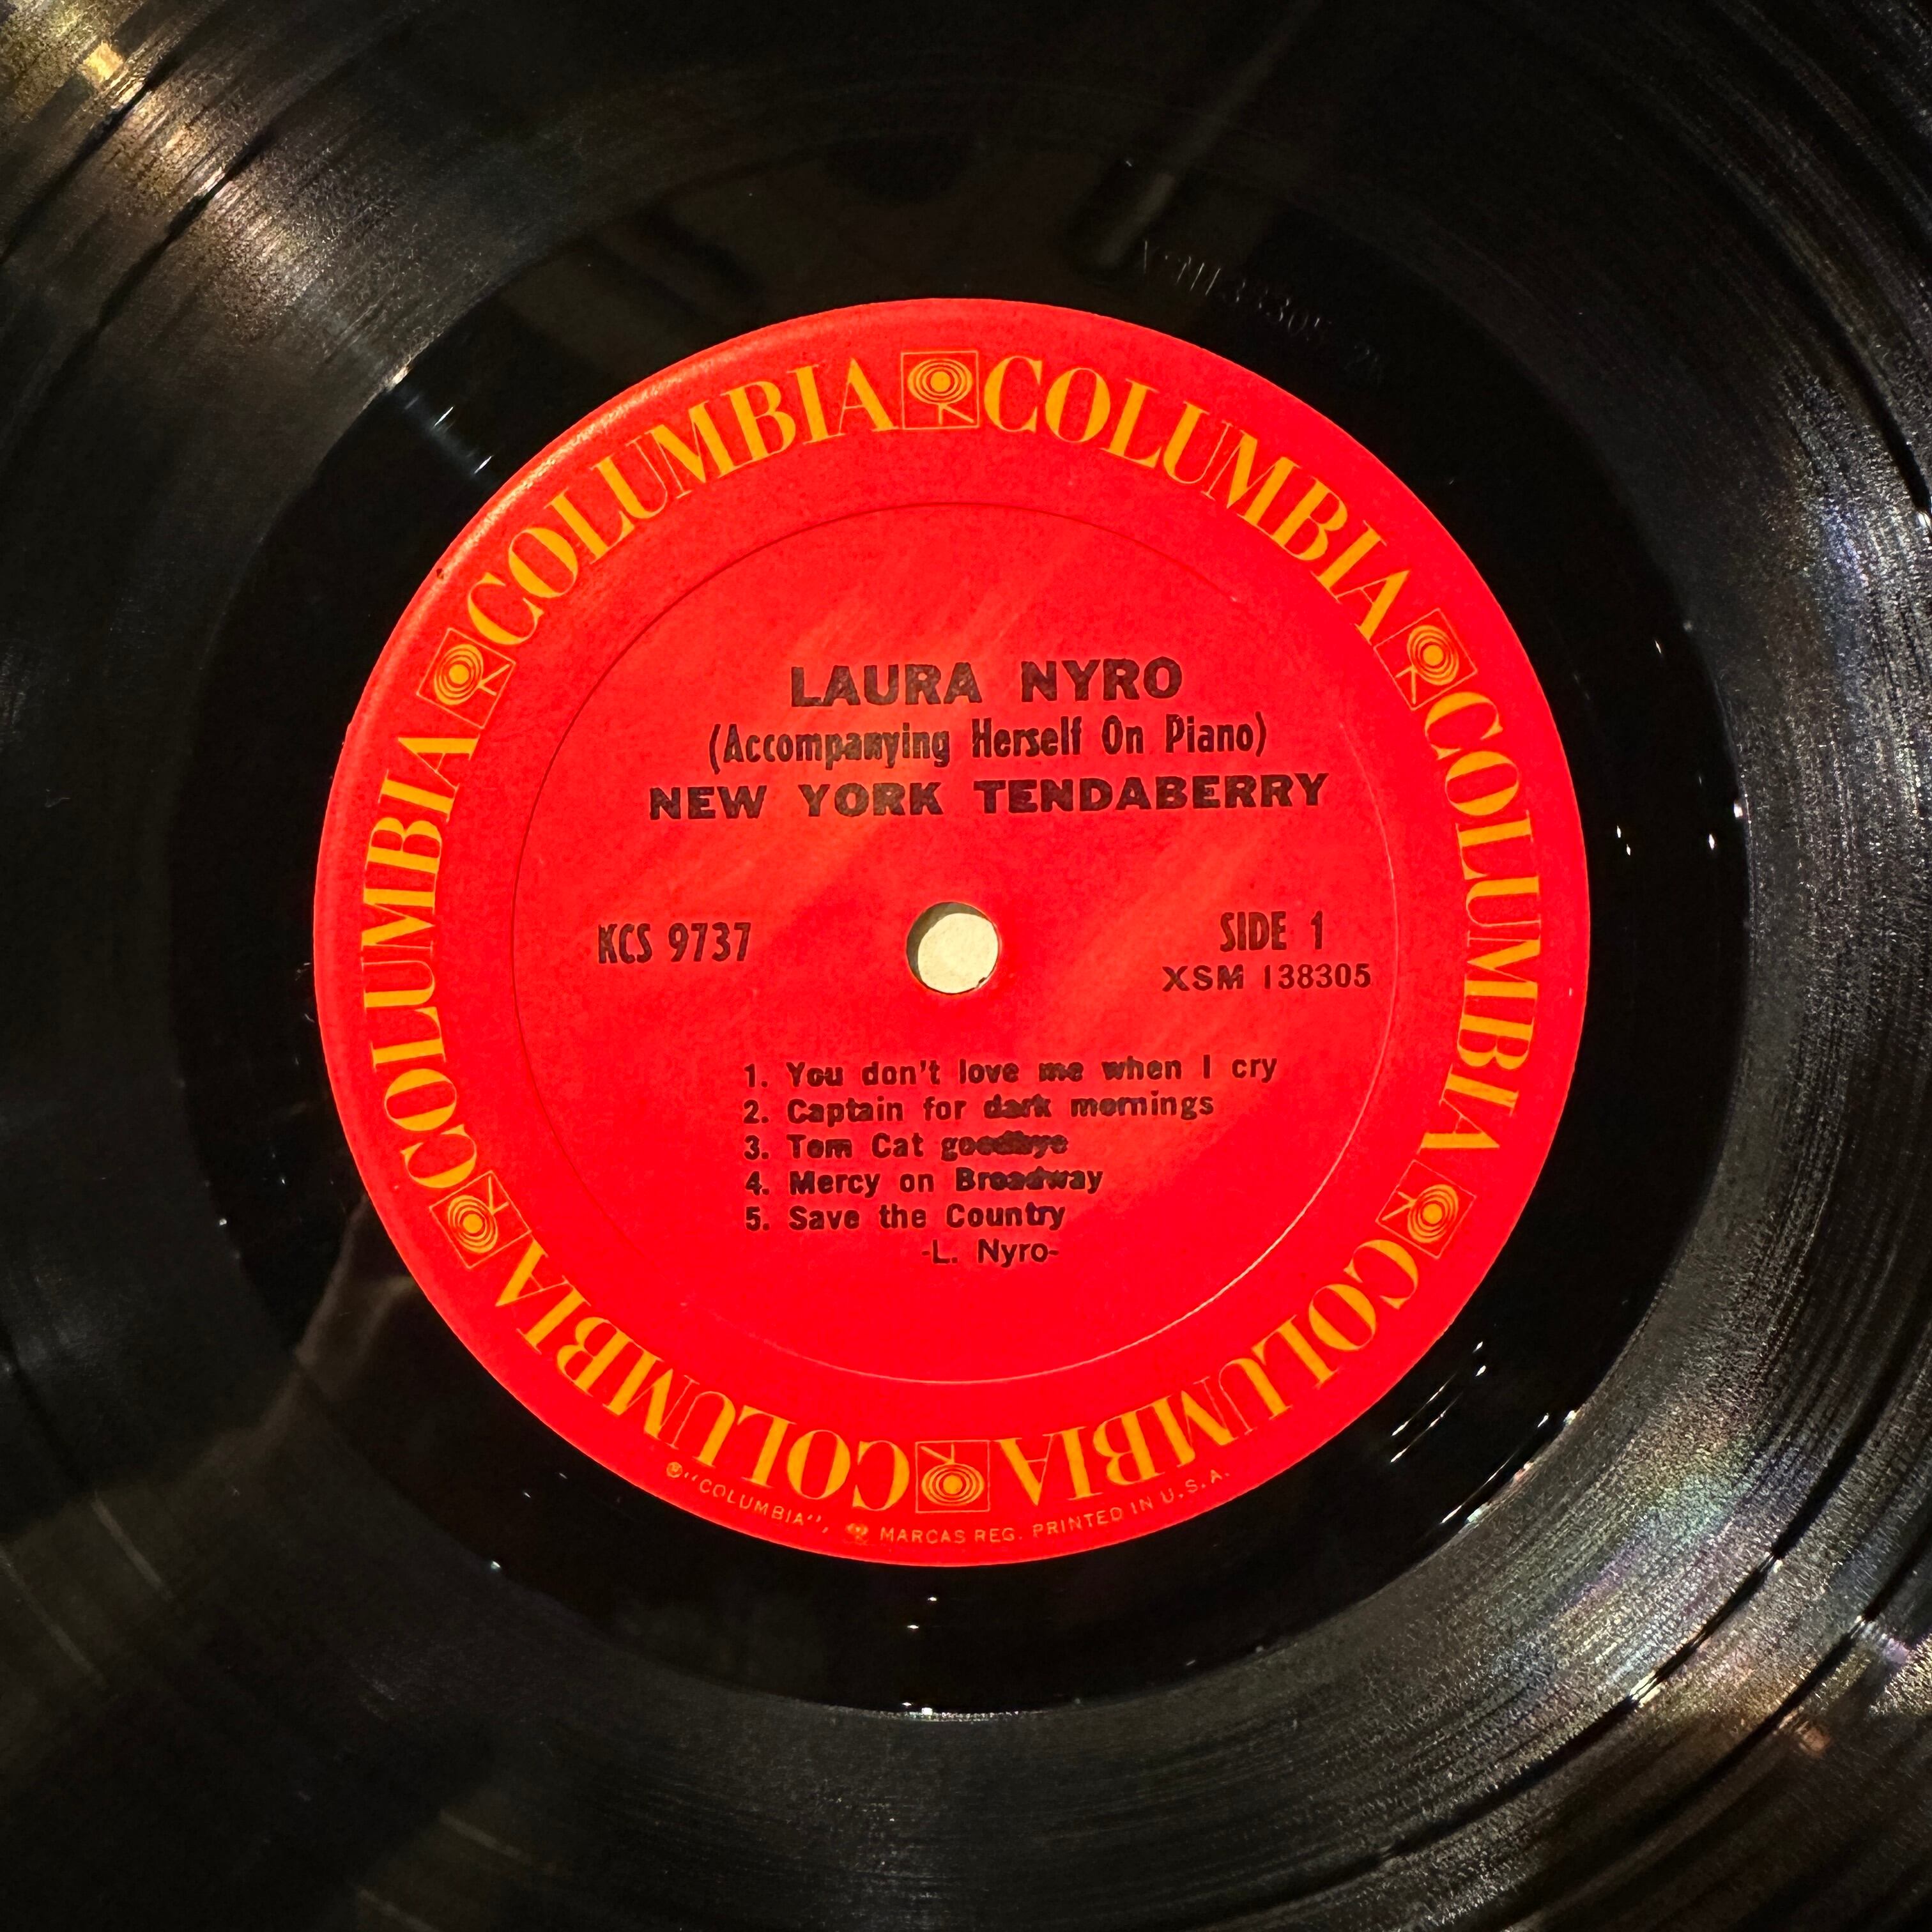 COLUMBIA COLUMBIA COLUMBIA COLUMBIA COLUMBIA COLUMBIA
LAURA NYRO
(Accompanying Herself On Piano)
NEW YORK TENDABERRY
KCS 9737
SIDE 1
XSM 138305
1. You don't love me when I cry
2. Captain for dark mornings
3. Tom Cat goodbye
4. Mercy on Broadway
5. Save the Country
-L. Nyro-
"COLUMBIA", MARCAS REG. PRINTED IN U.S.A.